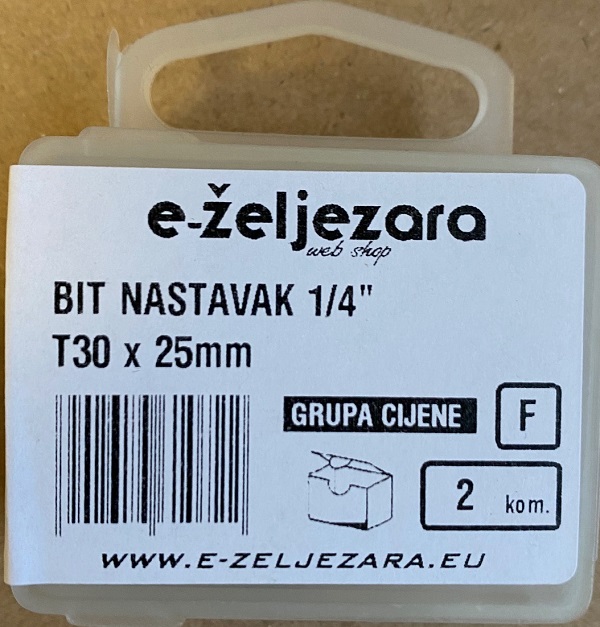 e-željezara
web shop
BIT NASTAVAK 1/4"
T30 x 25mm
GRUPA CIJENE F
2 kom.
WWW.E-ZELJEZARA.EU